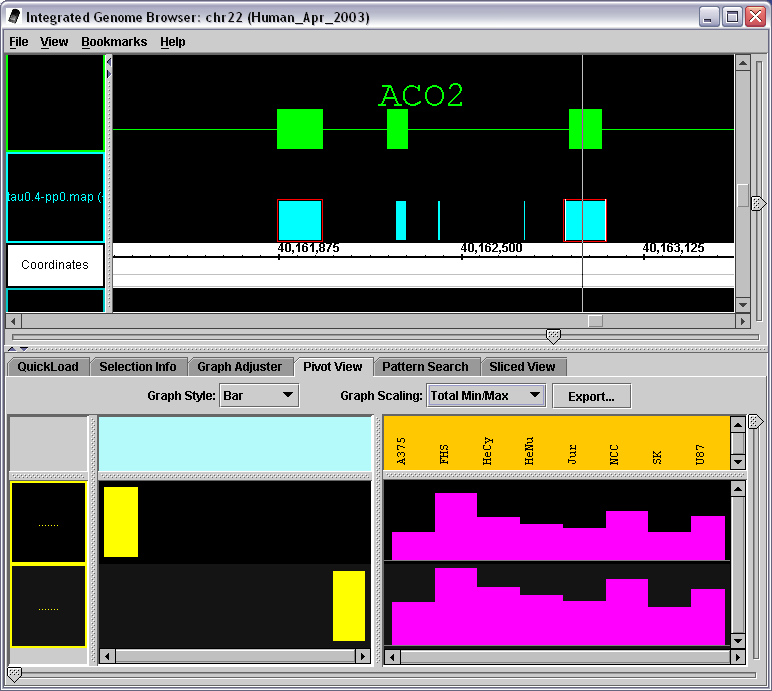 Integrated Genome Browser: chr22 (Human_Apr_2003)
File View Bookmarks Help
ACO2
tau0.4-pp0.map (
40,161,875 40,162,500 40,163,125
Coordinates
QuickLoad Selection Info Graph Adjuster Pivot View Pattern Search Sliced View
Graph Style: Bar Graph Scaling: Total Min/Max Export...
A375 FHS HeCy HeNu Jur NCC SK U87
.......
.......